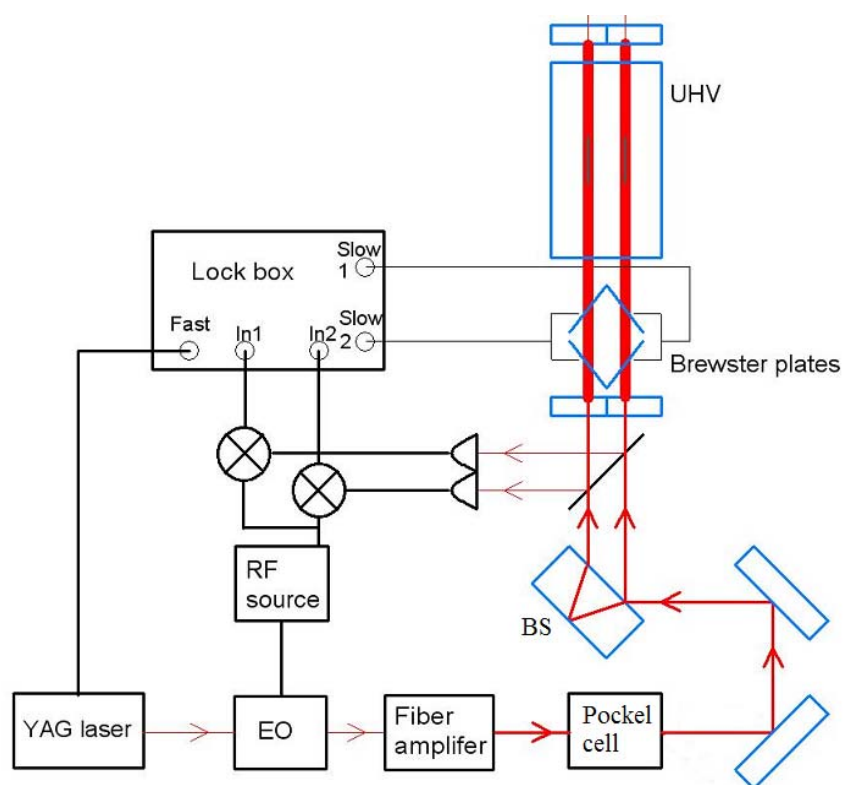 UHV
Lock box
Slow
1
Fast
In1
In2
Slow
2
Brewster plates
RF
source
BS
YAG laser
EO
Fiber
amplifer
Pockel
cell